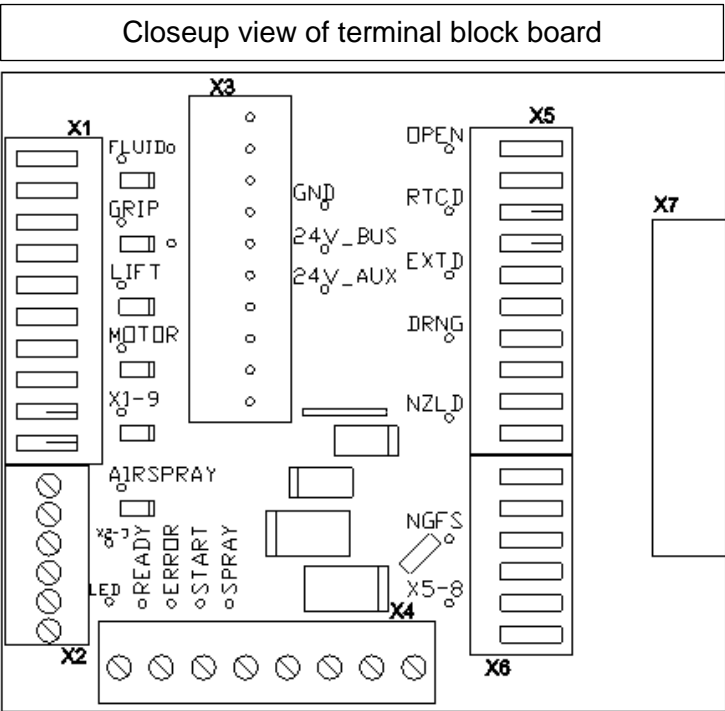 Closeup view of terminal block board
X3
X1
X5
FLUIDo
OPEN
GND
RTCD
GRIP
X7
24V_BUS
EXTD
LIFT
24V_AUX
MOTOR
DRNG
X1-9
NZLD
AIRSPRAY
NGFS
READY
ERROR
START
SPRAY
LED
X5-8
X4
X2
X6